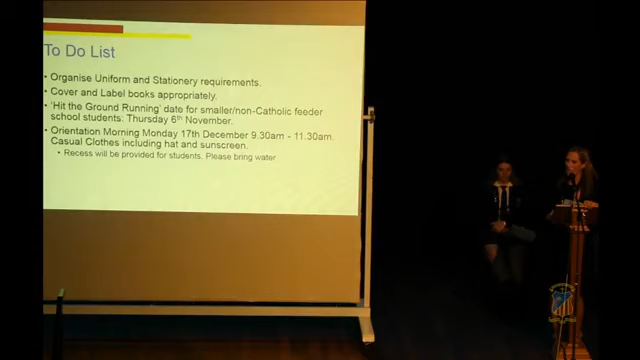 To Do List
• Organise Uniform and Stationery requirements.
• Cover and Label books appropriately.
• 'Hit the Ground Running' date for smaller/non-Catholic feeder
school students: Thursday 6th November.
• Orientation Morning Monday 17th December 9.30am - 11.30am.
Casual Clothes including hat and sunscreen.
• Recess will be provided for students. Please bring water